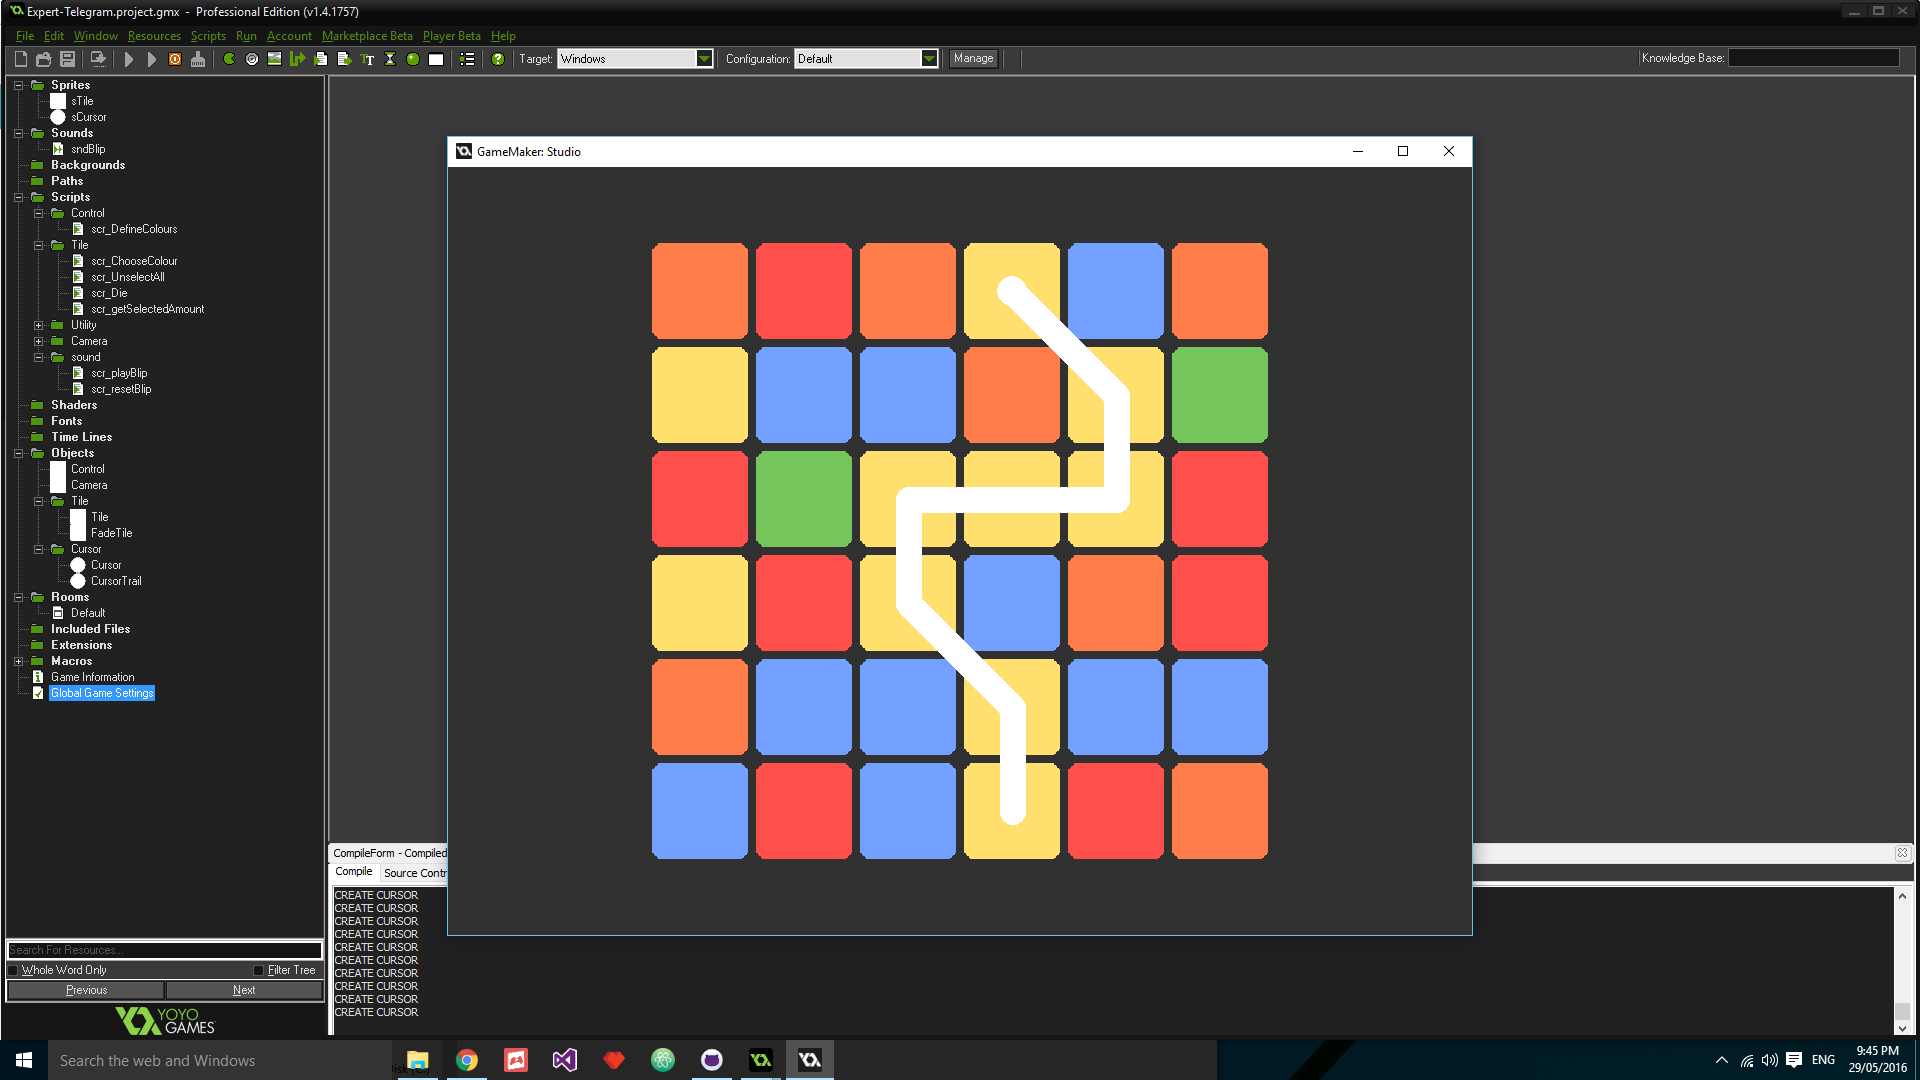 Expert-Telegram.project.gmx - Professional Edition (v1.4.1757)
File Edit Window Resources Scripts Run Account Marketplace Beta Player Beta Help
Target: Windows Configuration: Default Manage Knowledge Base:
Sprites
sTile
sCursor
Sounds
sndBlip
Backgrounds
Paths
Scripts
Control
scr_DefineColours
Tile
scr_ChooseColour
scr_UnselectAll
scr_Die
scr_getSelectedAmount
Utility
Camera
sound
scr_playBlip
scr_resetBlip
Shaders
Fonts
Time Lines
Objects
Control
Camera
Tile
Tile
FadeTile
Cursor
Cursor
CursorTrail
Rooms
Default
Included Files
Extensions
Macros
Game Information
Global Game Settings
Search For Resources...
Whole Word Only Filter Tree
Previous Next
YOYO
GAMES
GameMaker: Studio
CompileForm - Compiled
Compile Source Contr
CREATE CURSOR
CREATE CURSOR
CREATE CURSOR
CREATE CURSOR
CREATE CURSOR
CREATE CURSOR
CREATE CURSOR
CREATE CURSOR
CREATE CURSOR
CREATE CURSOR
Search the web and Windows
ENG
9:45 PM
29/05/2016